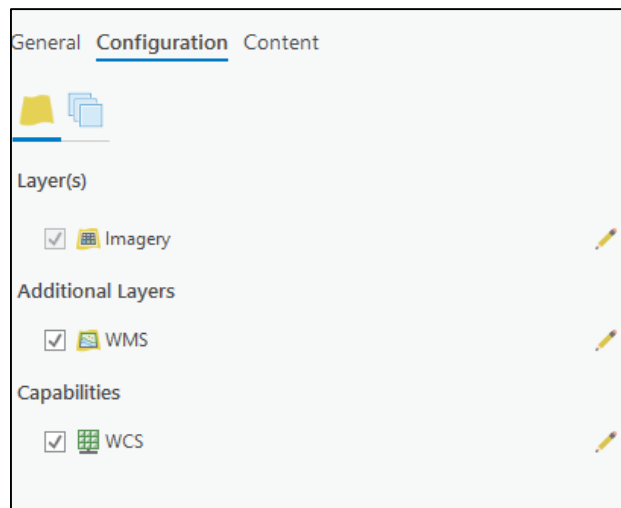 General Configuration Content
Layer(s)
Imagery
Additional Layers
WMS
Capabilities
WCS